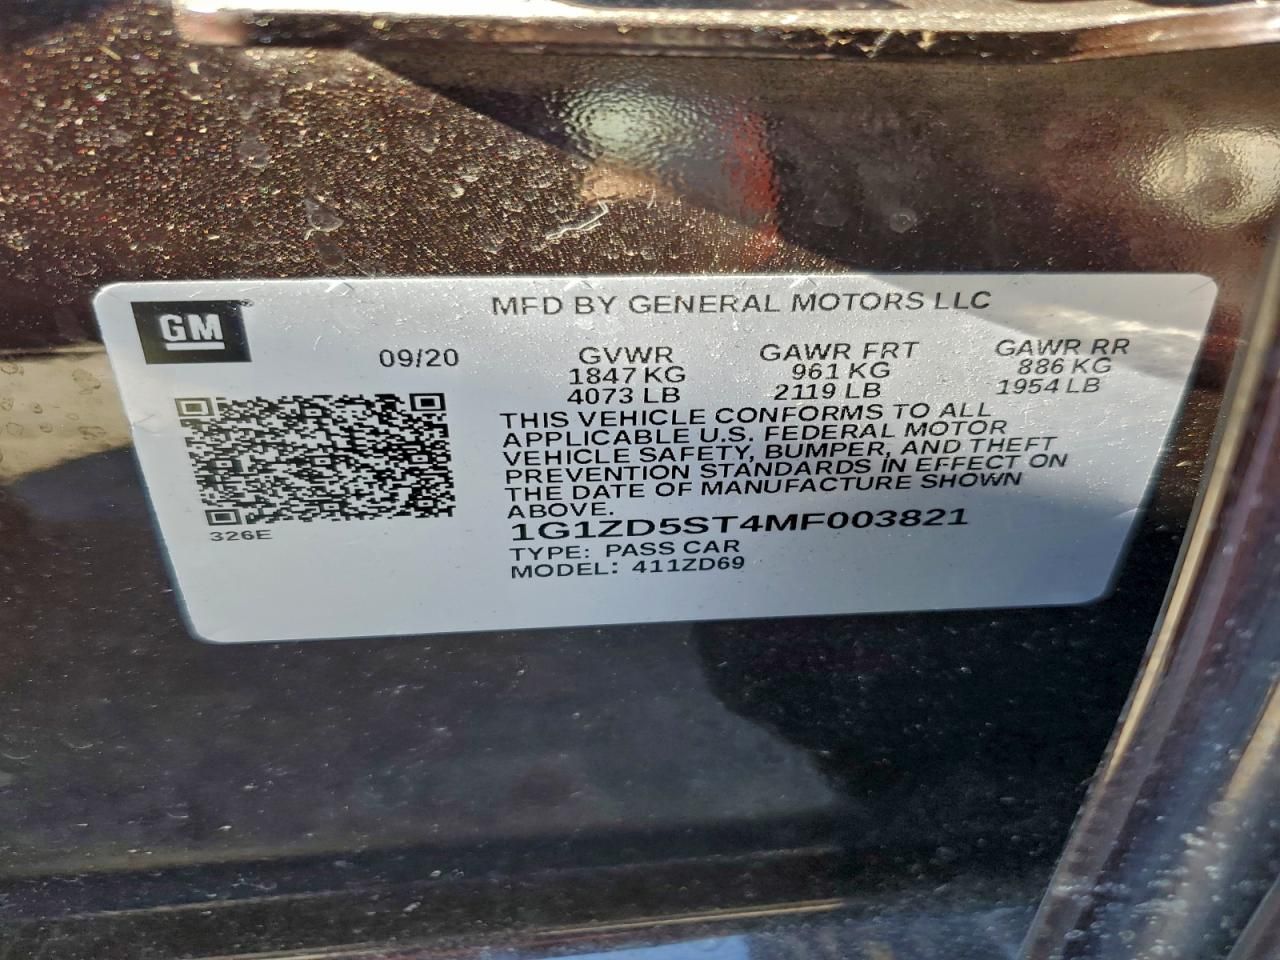 MFD BY GENERAL MOTORS LLC
GM
09/20
GVWR GAWR FRT GAWR RR
1847 KG 961 KG 886 KG
4073 LB 2119 LB 1954 LB
THIS VEHICLE CONFORMS TO ALL
APPLICABLE U.S. FEDERAL MOTOR
VEHICLE SAFETY, BUMPER, AND THEFT
PREVENTION STANDARDS IN EFFECT ON
THE DATE OF MANUFACTURE SHOWN
ABOVE.
1G1ZD5ST4MF003821
326E
TYPE: PASS CAR
MODEL: 411ZD69